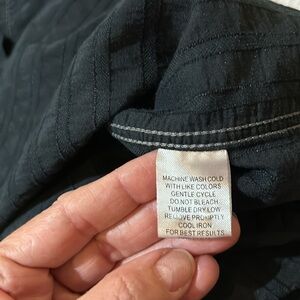 MACHINE WASH COLD
WITH LIKE COLORS
GENTLE CYCLE.
DO NOT BLEACH.
TUMBLE DRY LOW
REMOVE PROMPTLY
COOL IRON
FOR BEST RESULTS